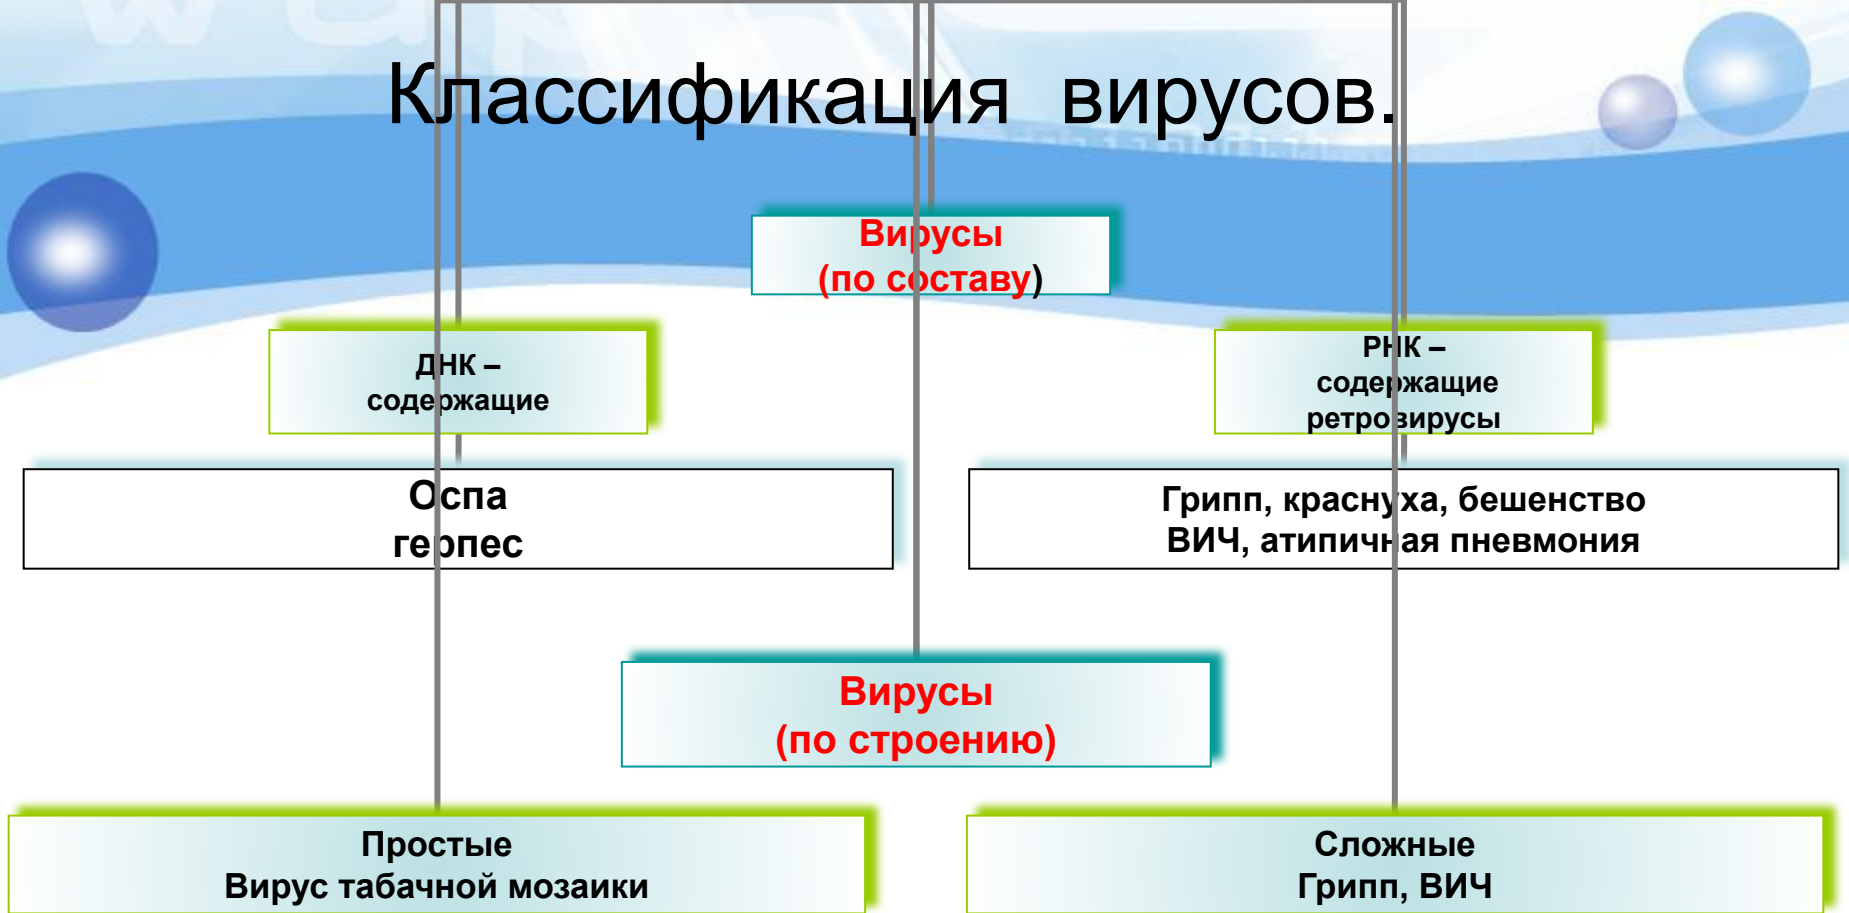 Классификация вирусов.
Вирусы
(по составу)
ДНК –
содержащие
РНК –
содержащие
ретровирусы
Оспа
герпес
Грипп, краснуха, бешенство
ВИЧ, атипичная пневмония
Вирусы
(по строению)
Простые
Вирус табачной мозаики
Сложные
Грипп, ВИЧ